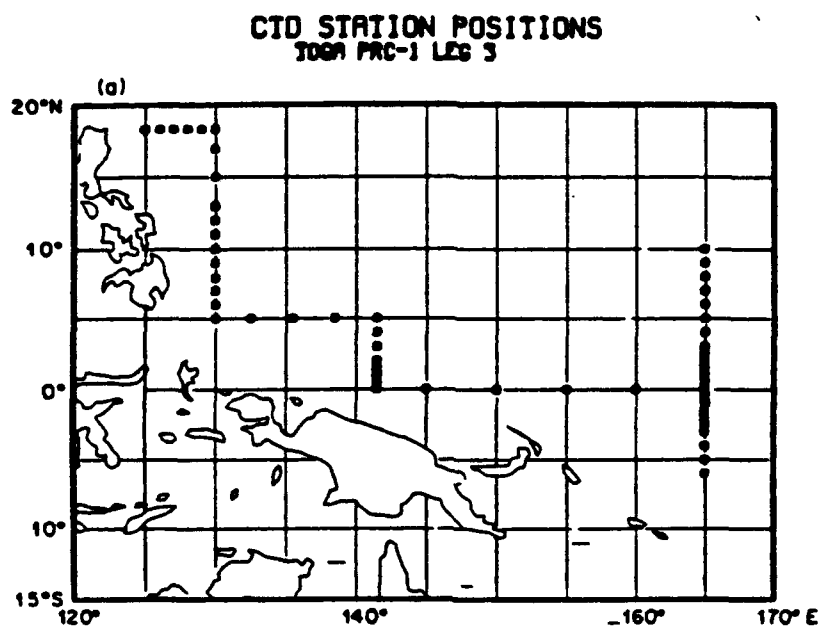 CTD STATION POSITIONS
TOGA PRC-1 LEG 3
(a)
20°N
10°
0°
10°
15°S
120° 140° 160° 170° E